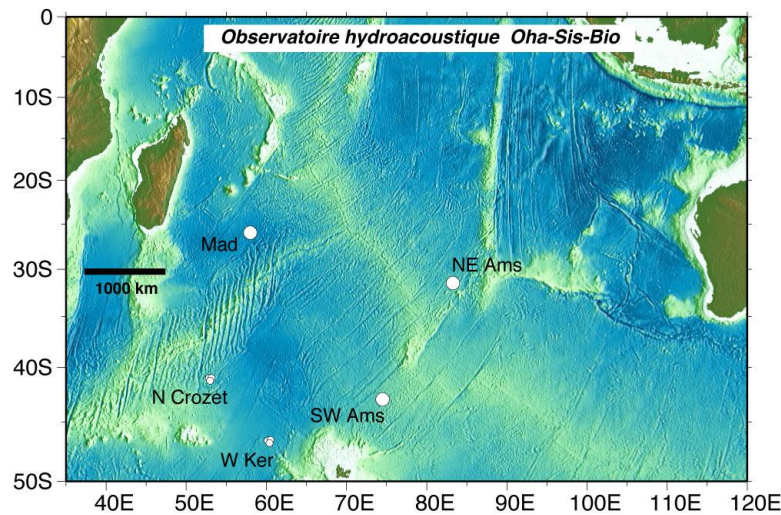 Observatoire hydroacoustique Oha-Sis-Bio
0
10S
20S
30S
40S
50S
Mad
NE Ams
1000 km
N Crozet
SW Ams
W Ker
40E 50E 60E 70E 80E 90E 100E 110E 120E